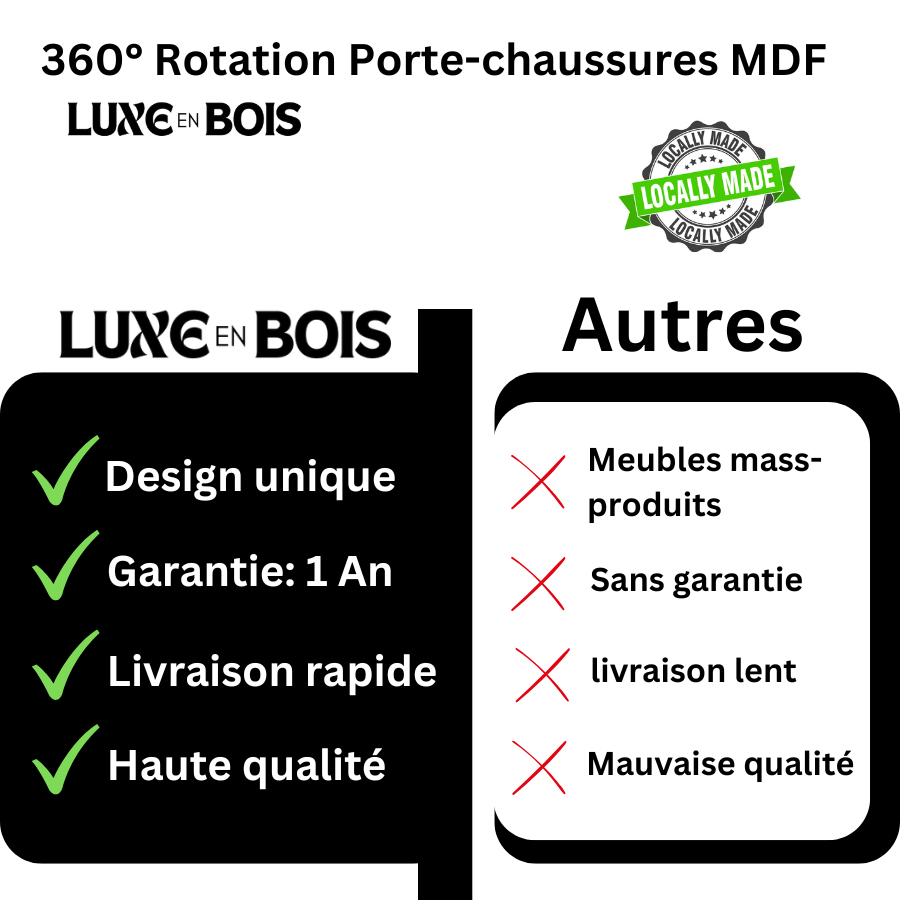 360° Rotation Porte-chaussures MDF
LUXE EN BOIS
LOCALLY MADE
LOCALLY MADE
LOCALLY MADE
LUXE EN BOIS
Autres
Design unique
Garantie: 1 An
Livraison rapide
Haute qualité
Meubles mass-
produits
Sans garantie
livraison lent
Mauvaise qualité